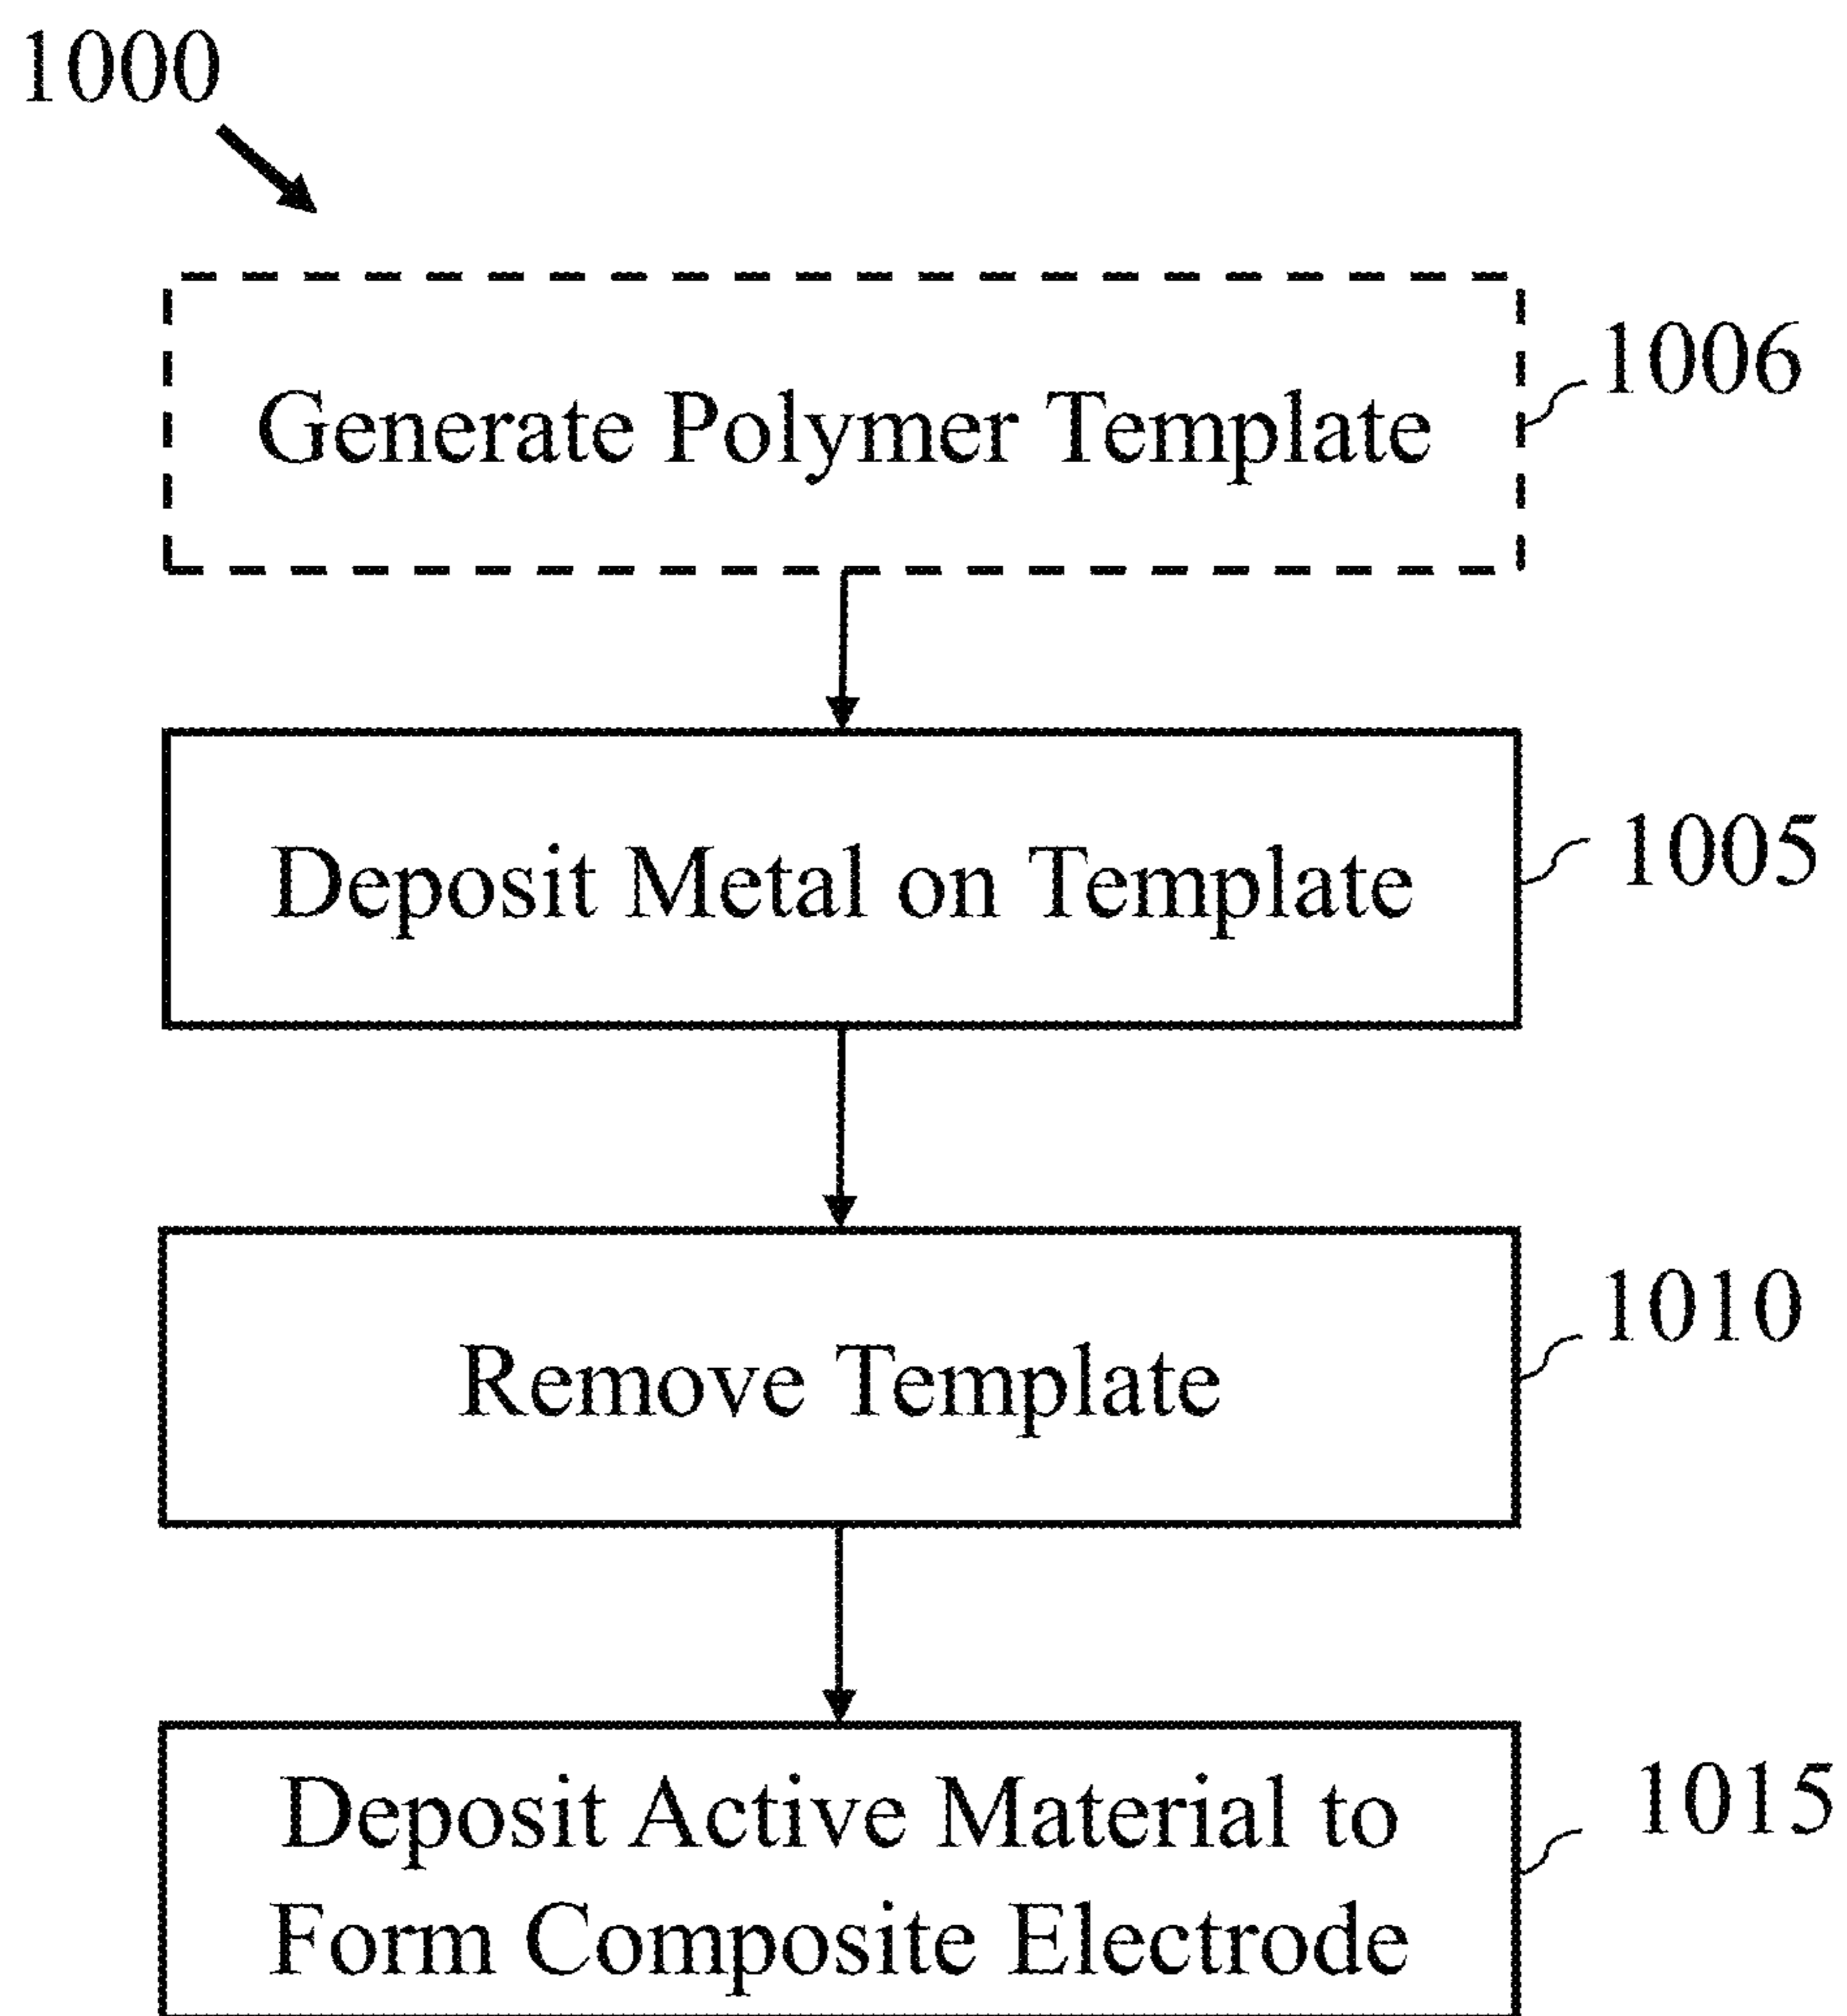 1000
Generate Polymer Template
1006
Deposit Metal on Template
1005
Remove Template
1010
Deposit Active Material to
Form Composite Electrode
1015